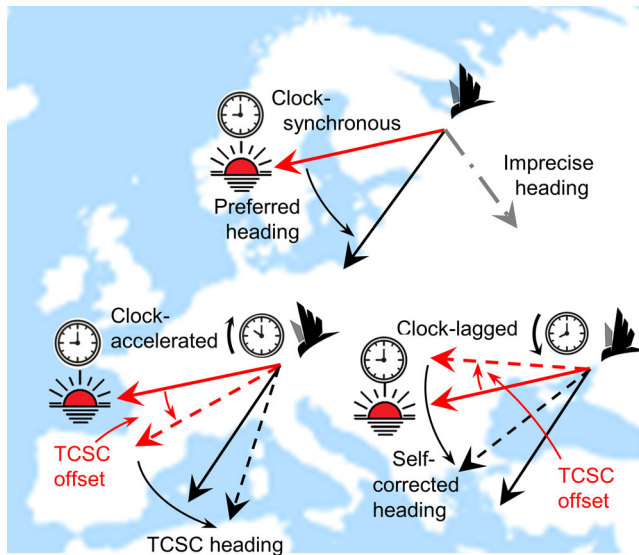 Clock-
synchronous
Imprecise
heading
Preferred
heading
Clock-
accelerated
Clock-lagged
TCSC
offset
TCSC heading
Self-
corrected
heading
TCSC
offset